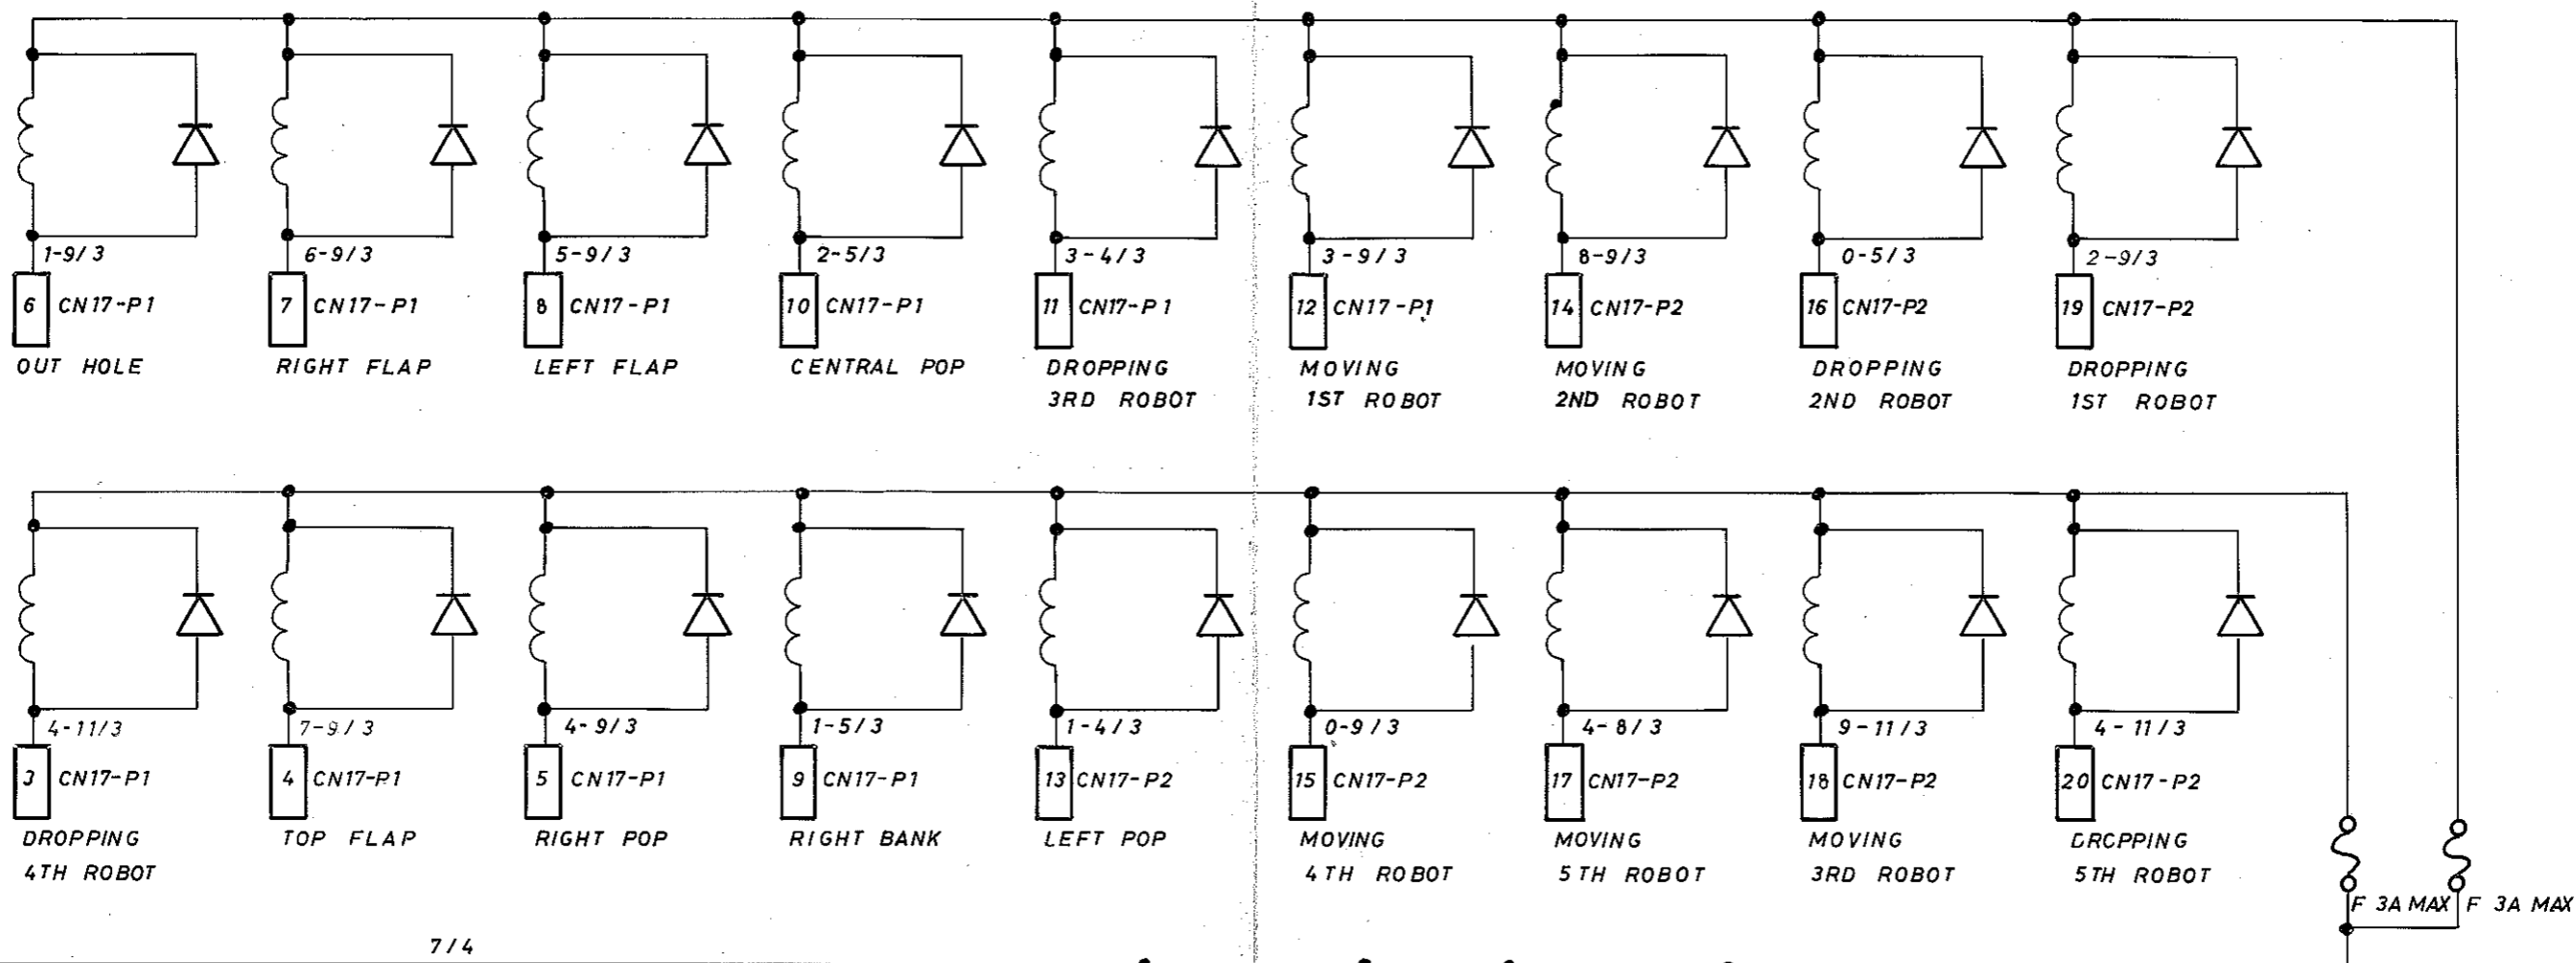 1-9/3 6-9/3 5-9/3 2-5/3 3-4/3 3-9/3 8-9/3 0-5/3 2-9/3
6 CN17-P1 7 CN17-P1 8 CN17-P1 10 CN17-P1 11 CN17-P1 12 CN17-P1 14 CN17-P2 16 CN17-P2 19 CN17-P2
OUT HOLE RIGHT FLAP LEFT FLAP CENTRAL POP DROPPING MOVING MOVING DROPPING DROPPING
3RD ROBOT 1ST ROBOT 2ND ROBOT 2ND ROBOT 1ST ROBOT
4-11/3 7-9/3 4-9/3 1-5/3 1-4/3 0-9/3 4-8/3 9-11/3 4-11/3
3 CN17-P1 4 CN17-P1 5 CN17-P1 9 CN17-P1 13 CN17-P2 15 CN17-P2 17 CN17-P2 18 CN17-P2 20 CN17-P2
DROPPING TOP FLAP RIGHT POP RIGHT BANK LEFT POP MOVING MOVING MOVING DROPPING
4TH ROBOT 4TH ROBOT 5TH ROBOT 3RD ROBOT 5TH ROBOT
F 3A MAX F 3A MAX
7/4